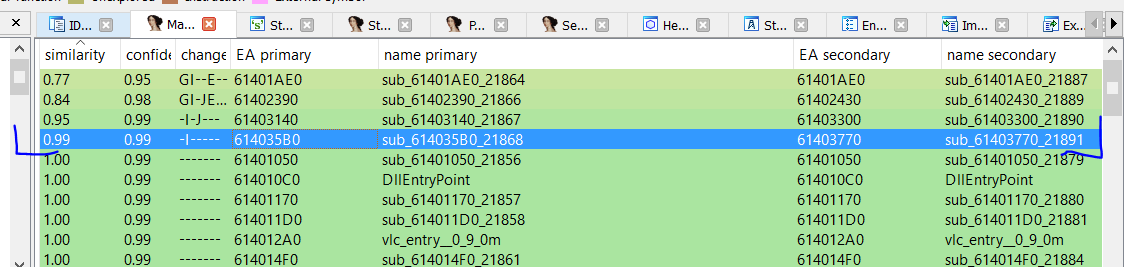 ID...
Ma...
St...
St...
P...
Se...
He...
St...
En...
Im...
Ex...
similarity confide change EA primary name primary EA secondary name secondary
0.77 0.95 GI--E-- 61401AE0 sub_61401AE0_21864 61401AE0 sub_61401AE0_21887
0.84 0.98 GI-JE... 61402390 sub_61402390_21866 61402430 sub_61402430_21889
0.95 0.99 -I-J--- 61403140 sub_61403140_21867 61403300 sub_61403300_21890
0.99 0.99 -I----- 614035B0 sub_614035B0_21868 61403770 sub_61403770_21891
1.00 0.99 ------- 61401050 sub_61401050_21856 61401050 sub_61401050_21879
1.00 0.99 ------- 614010C0 DllEntryPoint 614010C0 DllEntryPoint
1.00 0.99 ------- 61401170 sub_61401170_21857 61401170 sub_61401170_21880
1.00 0.99 ------- 614011D0 sub_614011D0_21858 614011D0 sub_614011D0_21881
1.00 0.99 ------- 614012A0 vlc_entry__0_9_0m 614012A0 vlc_entry__0_9_0m
1.00 0.99 ------- 614014F0 sub_614014F0_21861 614014F0 sub_614014F0_21884